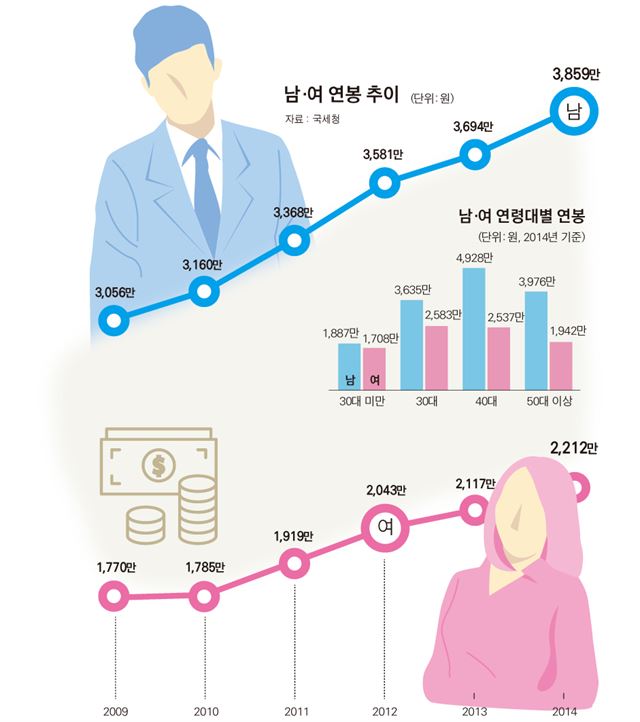 남·여 연봉 추이 (단위: 원)
자료 : 국세청
3,859만
남
3,694만
3,581만
3,368만
3,160만
3,056만
남·여 연령대별 연봉
(단위: 원, 2014년 기준)
4,928만
3,976만
3,635만
2,583만
2,537만
1,942만
1,887만
1,708만
남 여
30대 미만 30대 40대 50대 이상
$
2,212만
2,117만
2,043만
여
1,919만
1,770만 1,785만
2009 2010 2011 2012 2013 2014